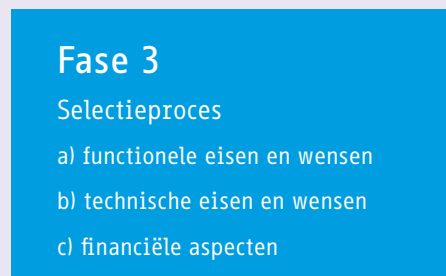 Fase 3
Selectieproces
a) functionele eisen en wensen
b) technische eisen en wensen
c) financiële aspecten